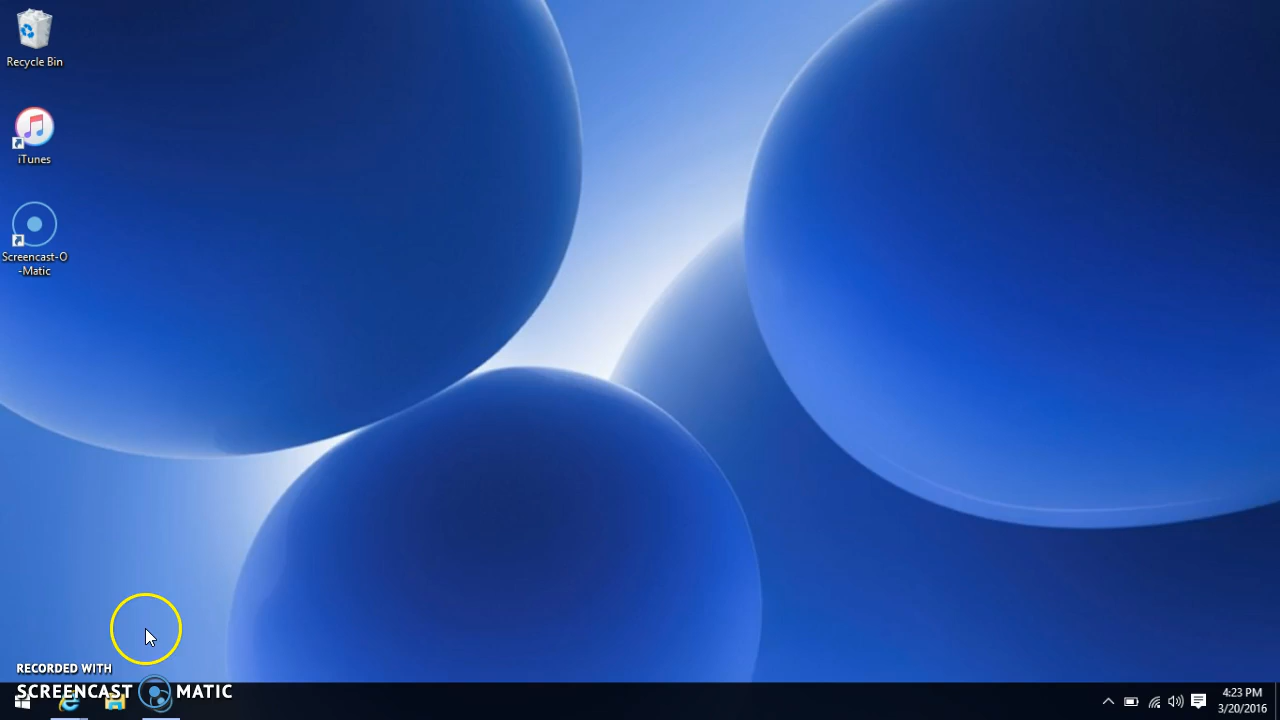 Recycle Bin
iTunes
Screencast-O
-Matic
RECORDED WITH
SCREENCAST MATIC
4:23 PM
3/20/2016